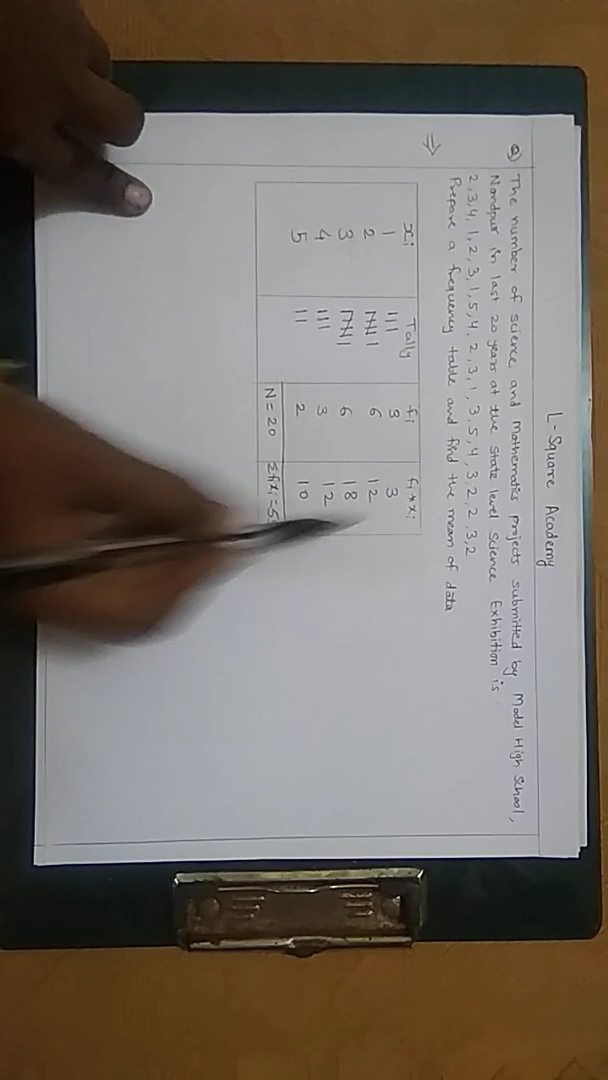 L-Square Academy
Q) The number of science and Mathematics projects submitted by Model High School,
Nandpur in last 20 years at the state level Science Exhibition is
2,3,4,1,2,3,1,5,4,2,3,1,3,5,4,3,2,2,3,2
Prepare a frequency table and find the mean of data
⇒
xi Tally fi fi*xi
1 ||| 3 3
2 𝍸| 6 12
3 𝍸| 6 18
4 ||| 3 12
5 || 2 10
N=20 Σfixi=5